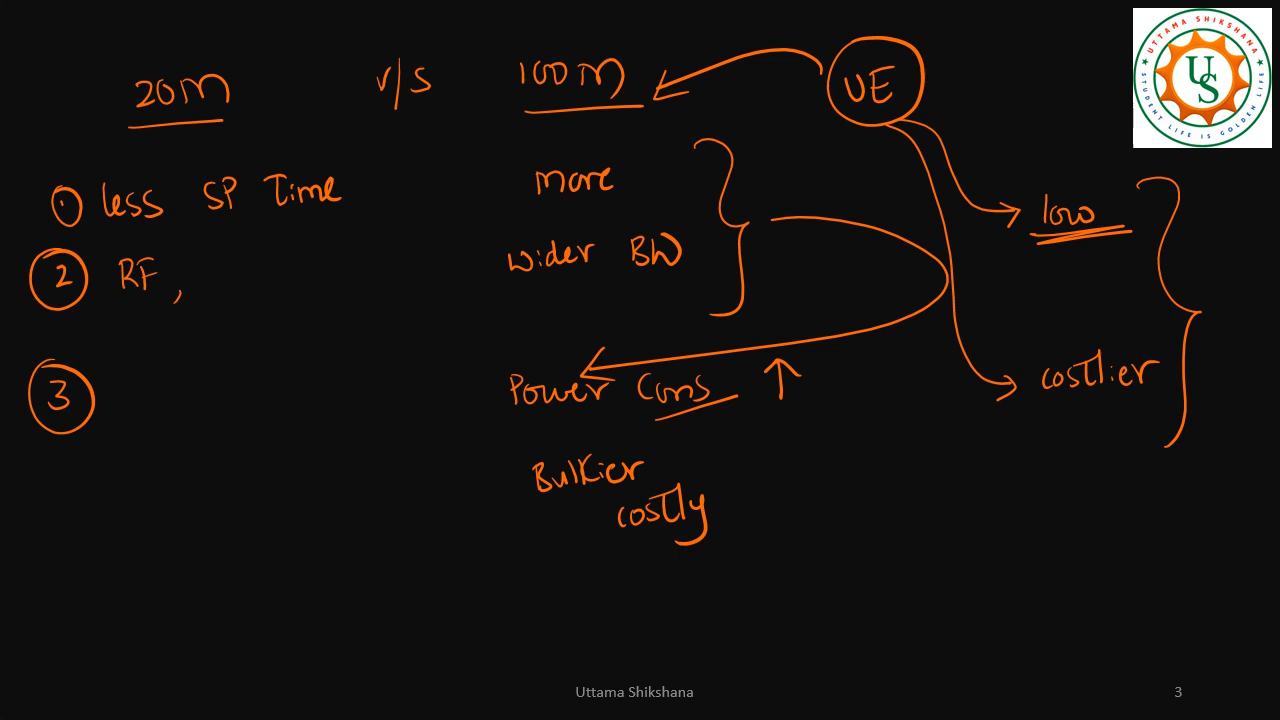 20M v/s 100M UE
① less SP Time more low
② RF, wider BW
③ Power Cons ↑ costlier
Bulkier
costly
UTTAMA SHIKSHANA
US
STUDENT LIFE IS GOLDEN LIFE
Uttama Shikshana 3